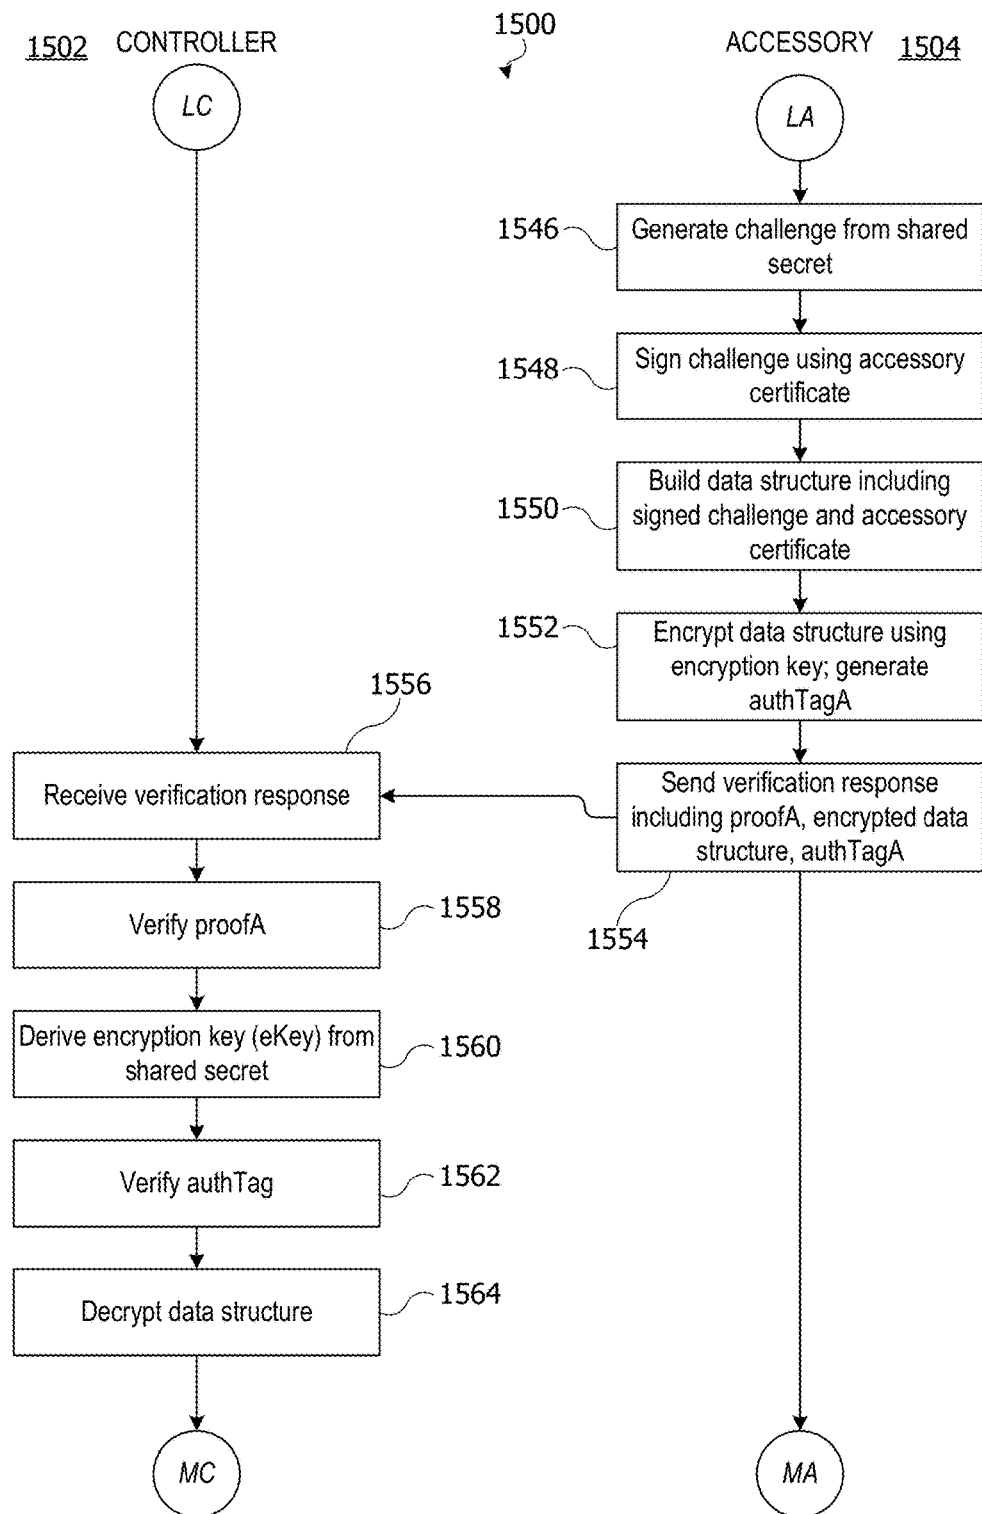 1502 CONTROLLER
1500
ACCESSORY 1504
LC
LA
1546
Generate challenge from shared
secret
1548
Sign challenge using accessory
certificate
1550
Build data structure including
signed challenge and accessory
certificate
1552
Encrypt data structure using
encryption key; generate
authTagA
1556
Receive verification response
Send verification response
including proofA, encrypted data
structure, authTagA
1554
Verify proofA
1558
Derive encryption key (eKey) from
shared secret
1560
Verify authTag
1562
Decrypt data structure
1564
MC
MA